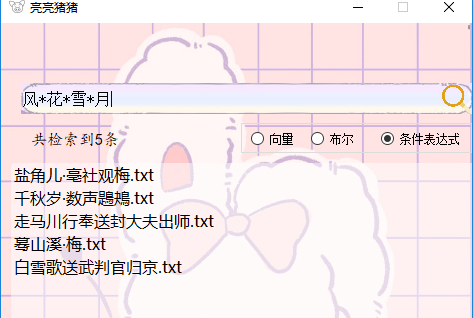 亮亮猪猪
风*花*雪*月
共检索到5条
向量 布尔 条件表达式
盐角儿·亳社观梅.txt
千秋岁·数声鶗鴂.txt
走马川行奉送封大夫出师.txt
蓦山溪·梅.txt
白雪歌送武判官归京.txt